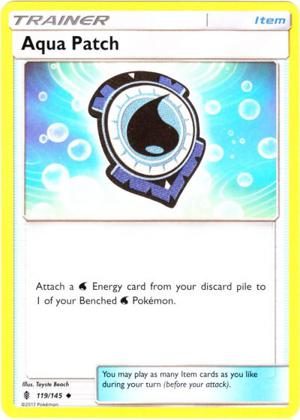 TRAINER Item
Aqua Patch
Attach a Energy card from your discard pile to
1 of your Benched Pokémon.
Illus. Toyste Beach
119/145
©2017 Pokémon
You may play as many Item cards as you like
during your turn (before your attack).